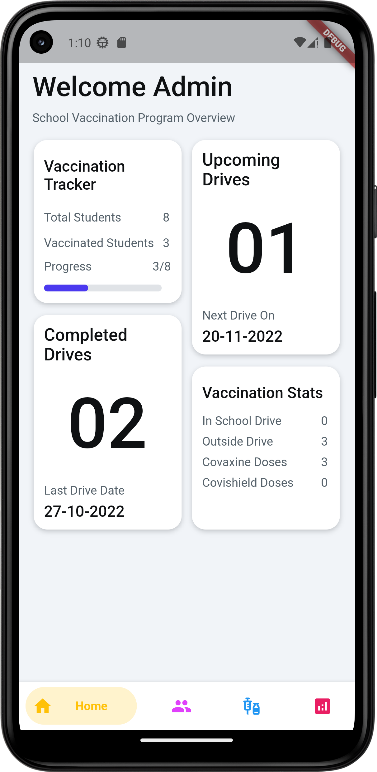 1:10
DEBUG
Welcome Admin
School Vaccination Program Overview
Vaccination
Tracker
Total Students 8
Vaccinated Students 3
Progress 3/8
Upcoming
Drives
01
Next Drive On
20-11-2022
Completed
Drives
02
Last Drive Date
27-10-2022
Vaccination Stats
In School Drive 0
Outside Drive 3
Covaxine Doses 3
Covishield Doses 0
Home